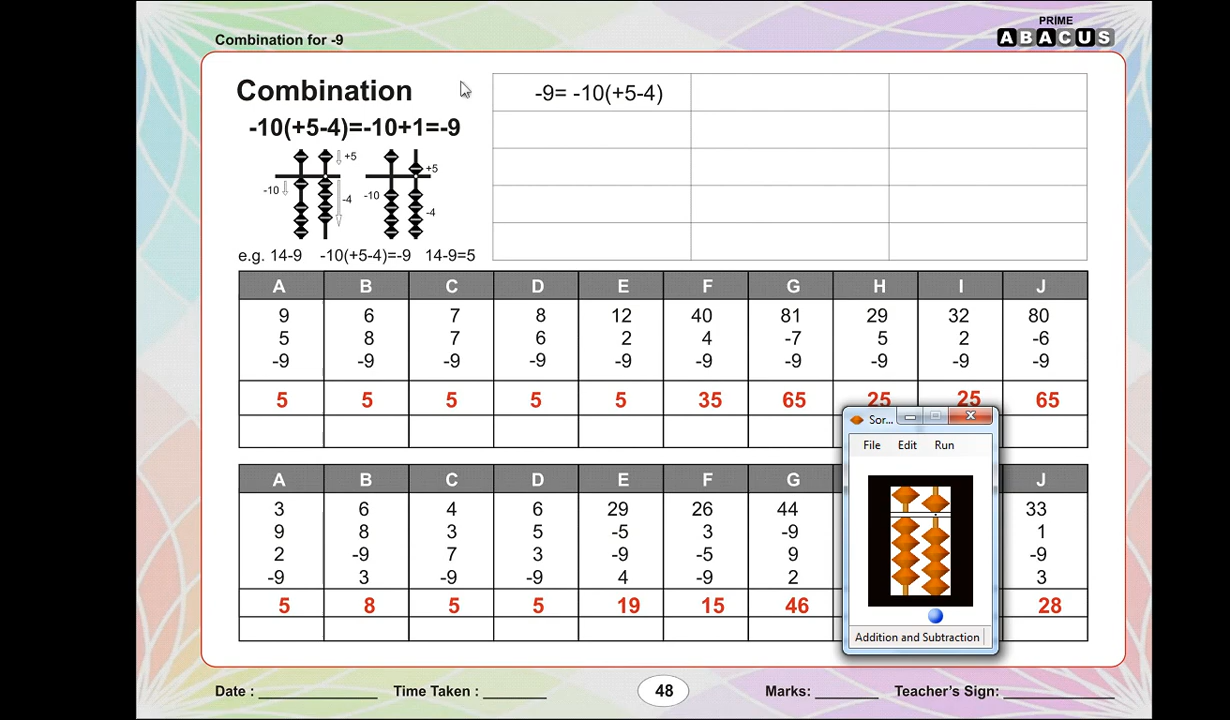 Combination for -9
PRIME
ABACUS
Combination
-10(+5-4)=-10+1=-9
-9= -10(+5-4)
+5
-10
-4
+5
-10
-4
e.g. 14-9 -10(+5-4)=-9 14-9=5
A B C D E F G H I J
9 6 7 8 12 40 81 29 32 80
5 8 7 6 2 4 -7 5 2 -6
-9 -9 -9 -9 -9 -9 -9 -9 -9 -9
5 5 5 5 5 35 65 25 25 65
A B C D E F G J
3 6 4 6 29 26 44 33
9 8 3 5 -5 3 -9 1
2 -9 7 3 -9 -5 9 -9
-9 3 -9 -9 4 -9 2 3
5 8 5 5 19 15 46 28
Sor...
File Edit Run
Addition and Subtraction
Date : ____________ Time Taken : ________ 48 Marks: ________ Teacher's Sign: ______________